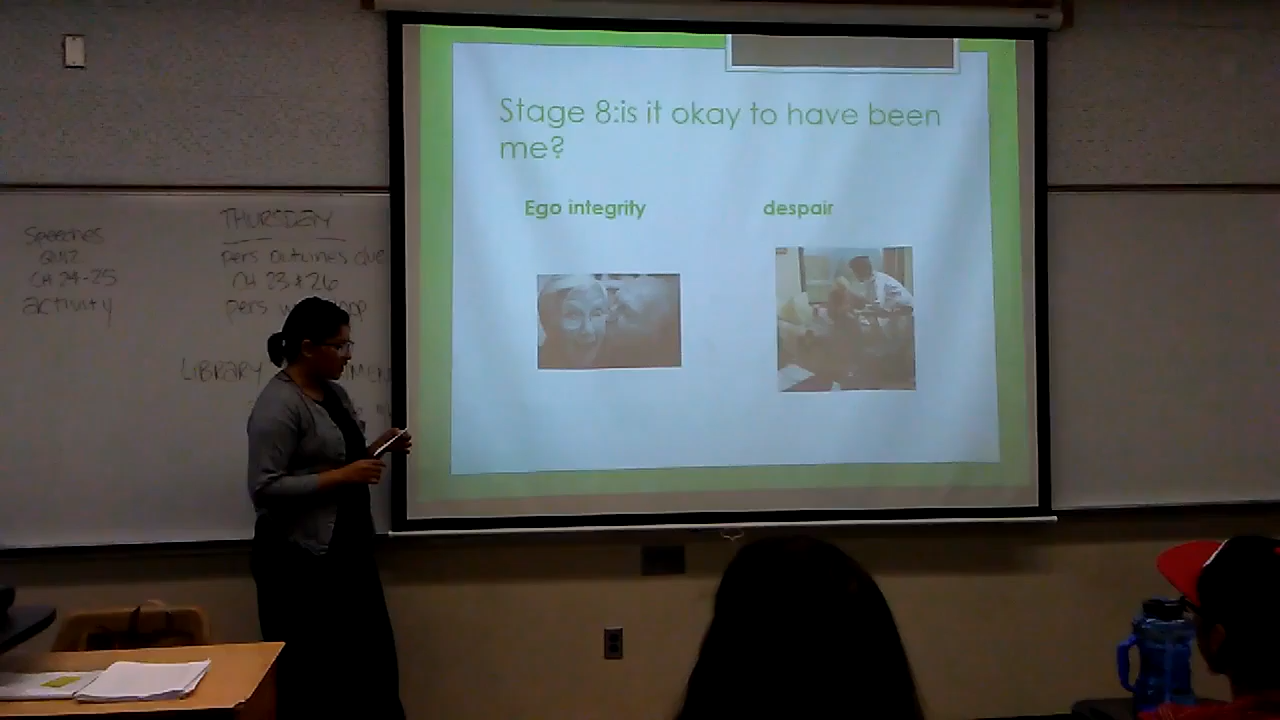 Stage 8:is it okay to have been
me?
Ego integrity
despair
Speeches
QUIZ
CH 24-25
activity
THURSDAY
pers outlines due
CH 23 & 26
pers
LIBRARY